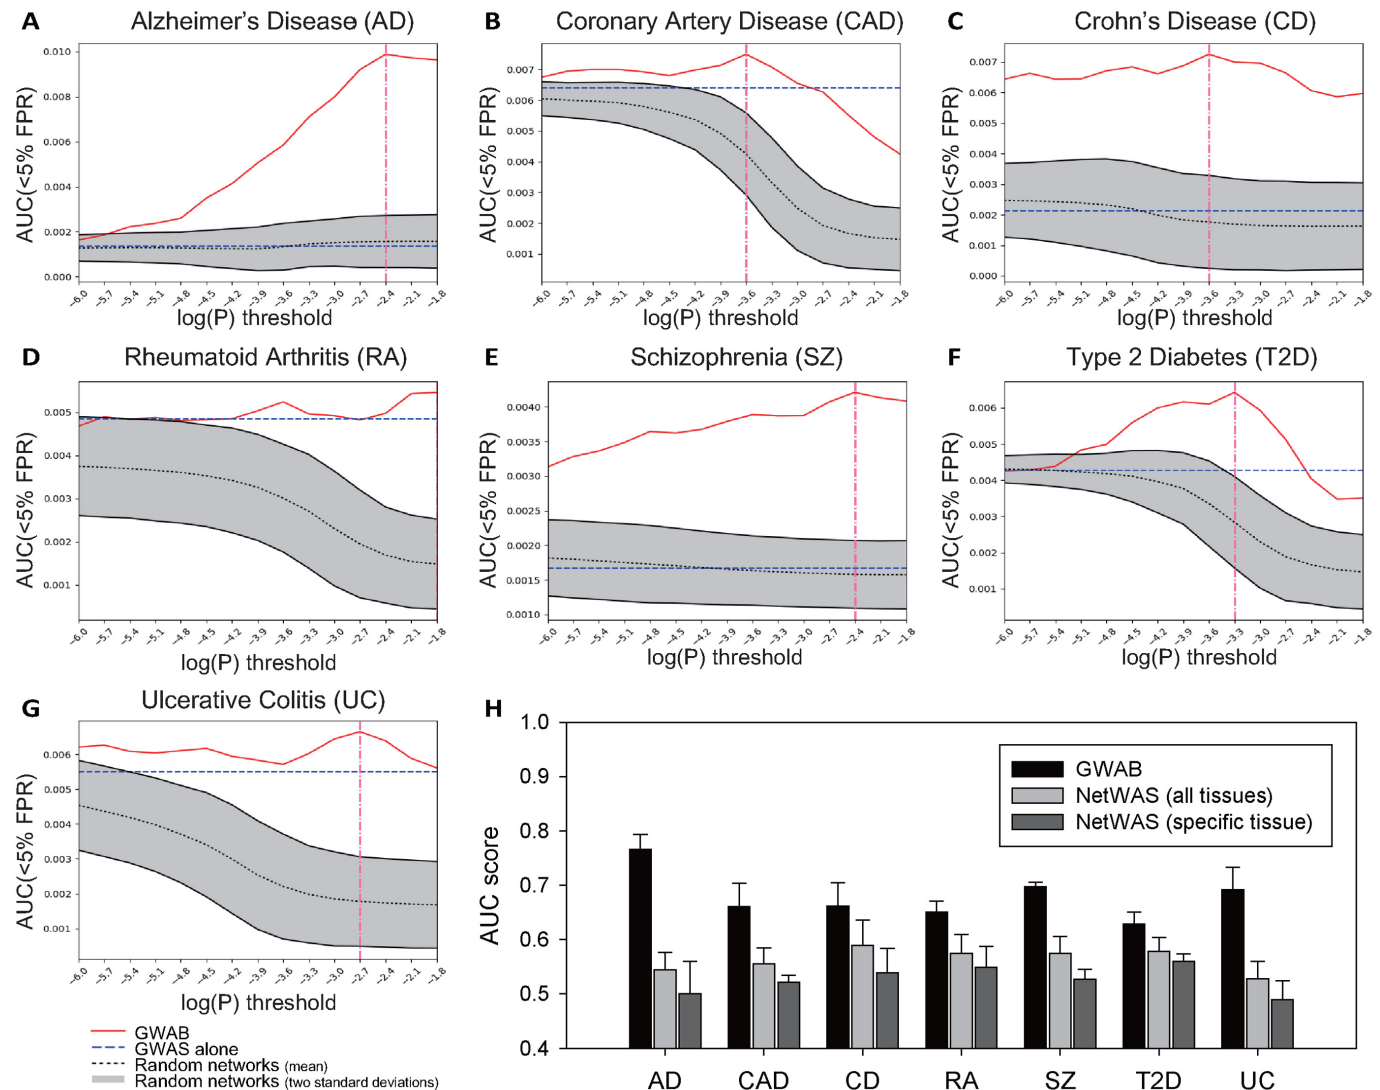 A Alzheimer's Disease (AD)
AUC(<5% FPR)
0.010
0.008
0.006
0.004
0.002
0.000
−6.0 −5.7 −5.4 −5.1 −4.8 −4.5 −4.2 −3.9 −3.6 −3.3 −3.0 −2.7 −2.4 −2.1 −1.8
log(P) threshold
B Coronary Artery Disease (CAD)
AUC(<5% FPR)
0.007
0.006
0.005
0.004
0.003
0.002
0.001
−6.0 −5.7 −5.4 −5.1 −4.8 −4.5 −4.2 −3.9 −3.6 −3.3 −3.0 −2.7 −2.4 −2.1 −1.8
log(P) threshold
C Crohn's Disease (CD)
AUC(<5% FPR)
0.007
0.006
0.005
0.004
0.003
0.002
0.001
0.000
−6.0 −5.7 −5.4 −5.1 −4.8 −4.5 −4.2 −3.9 −3.6 −3.3 −3.0 −2.7 −2.4 −2.1 −1.8
log(P) threshold
D Rheumatoid Arthritis (RA)
AUC(<5% FPR)
0.005
0.004
0.003
0.002
0.001
−6.0 −5.7 −5.4 −5.1 −4.8 −4.5 −4.2 −3.9 −3.6 −3.3 −3.0 −2.7 −2.4 −2.1 −1.8
log(P) threshold
E Schizophrenia (SZ)
AUC(<5% FPR)
0.0040
0.0035
0.0030
0.0025
0.0020
0.0015
0.0010
−6.0 −5.7 −5.4 −5.1 −4.8 −4.5 −4.2 −3.9 −3.6 −3.3 −3.0 −2.7 −2.4 −2.1 −1.8
log(P) threshold
F Type 2 Diabetes (T2D)
AUC(<5% FPR)
0.006
0.005
0.004
0.003
0.002
0.001
−6.0 −5.7 −5.4 −5.1 −4.8 −4.5 −4.2 −3.9 −3.6 −3.3 −3.0 −2.7 −2.4 −2.1 −1.8
log(P) threshold
G Ulcerative Colitis (UC)
AUC(<5% FPR)
0.006
0.005
0.004
0.003
0.002
0.001
−6.0 −5.7 −5.4 −5.1 −4.8 −4.5 −4.2 −3.9 −3.6 −3.3 −3.0 −2.7 −2.4 −2.1 −1.8
log(P) threshold
GWAB
GWAS alone
Random networks (mean)
Random networks (two standard deviations)
H
AUC score
1.0
0.9
0.8
0.7
0.6
0.5
0.4
GWAB
NetWAS (all tissues)
NetWAS (specific tissue)
AD CAD CD RA SZ T2D UC